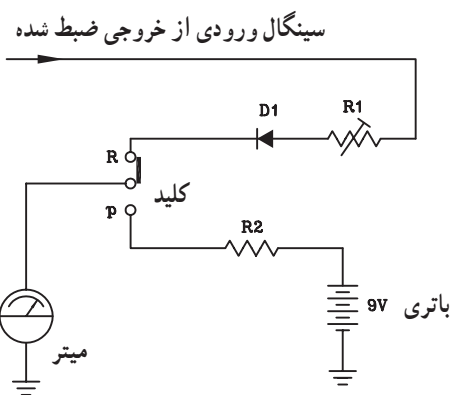 سینگال ورودی از خروجی ضبط شده
D1
R1
R
کلید
p
R2
9V
باتری
میتر